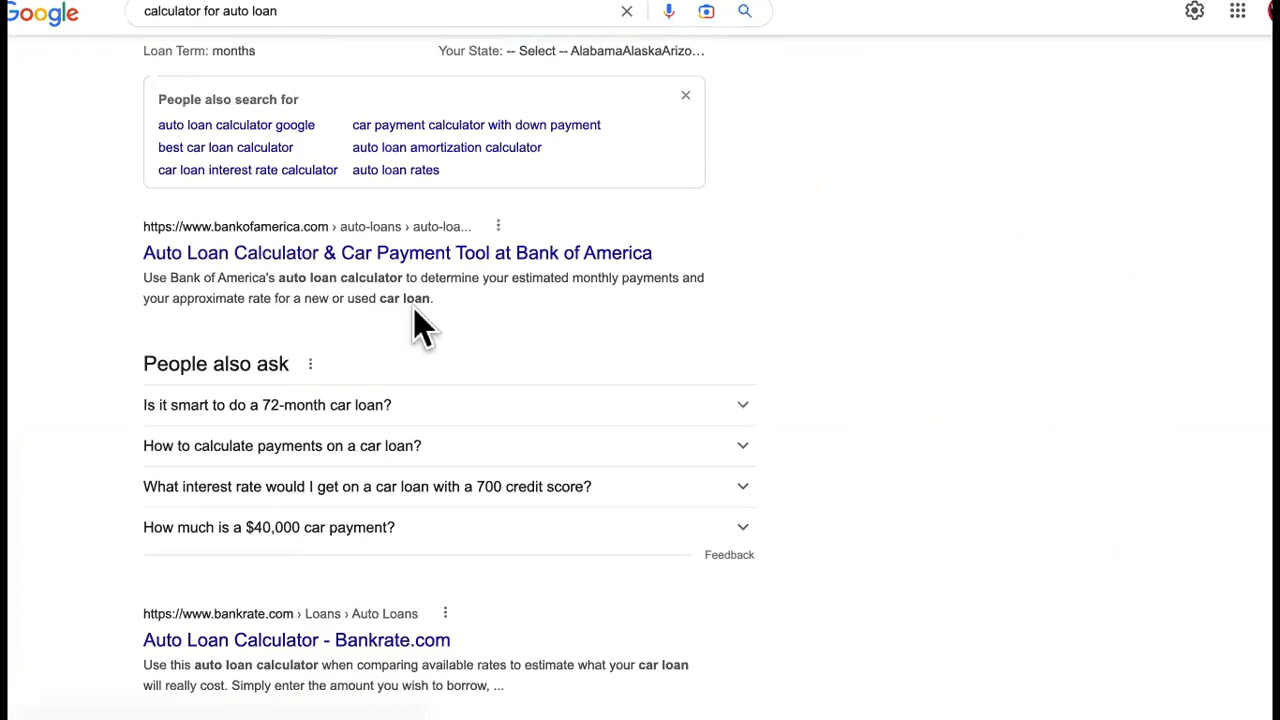 Google
calculator for auto loan
Loan Term: months
Your State: -- Select -- AlabamaAlaskaArizo...
People also search for
auto loan calculator google
car payment calculator with down payment
best car loan calculator
auto loan amortization calculator
car loan interest rate calculator
auto loan rates
https://www.bankofamerica.com › auto-loans › auto-loa...
Auto Loan Calculator & Car Payment Tool at Bank of America
Use Bank of America's auto loan calculator to determine your estimated monthly payments and
your approximate rate for a new or used car loan.
People also ask
Is it smart to do a 72-month car loan?
How to calculate payments on a car loan?
What interest rate would I get on a car loan with a 700 credit score?
How much is a $40,000 car payment?
Feedback
https://www.bankrate.com › Loans › Auto Loans
Auto Loan Calculator - Bankrate.com
Use this auto loan calculator when comparing available rates to estimate what your car loan
will really cost. Simply enter the amount you wish to borrow, ...